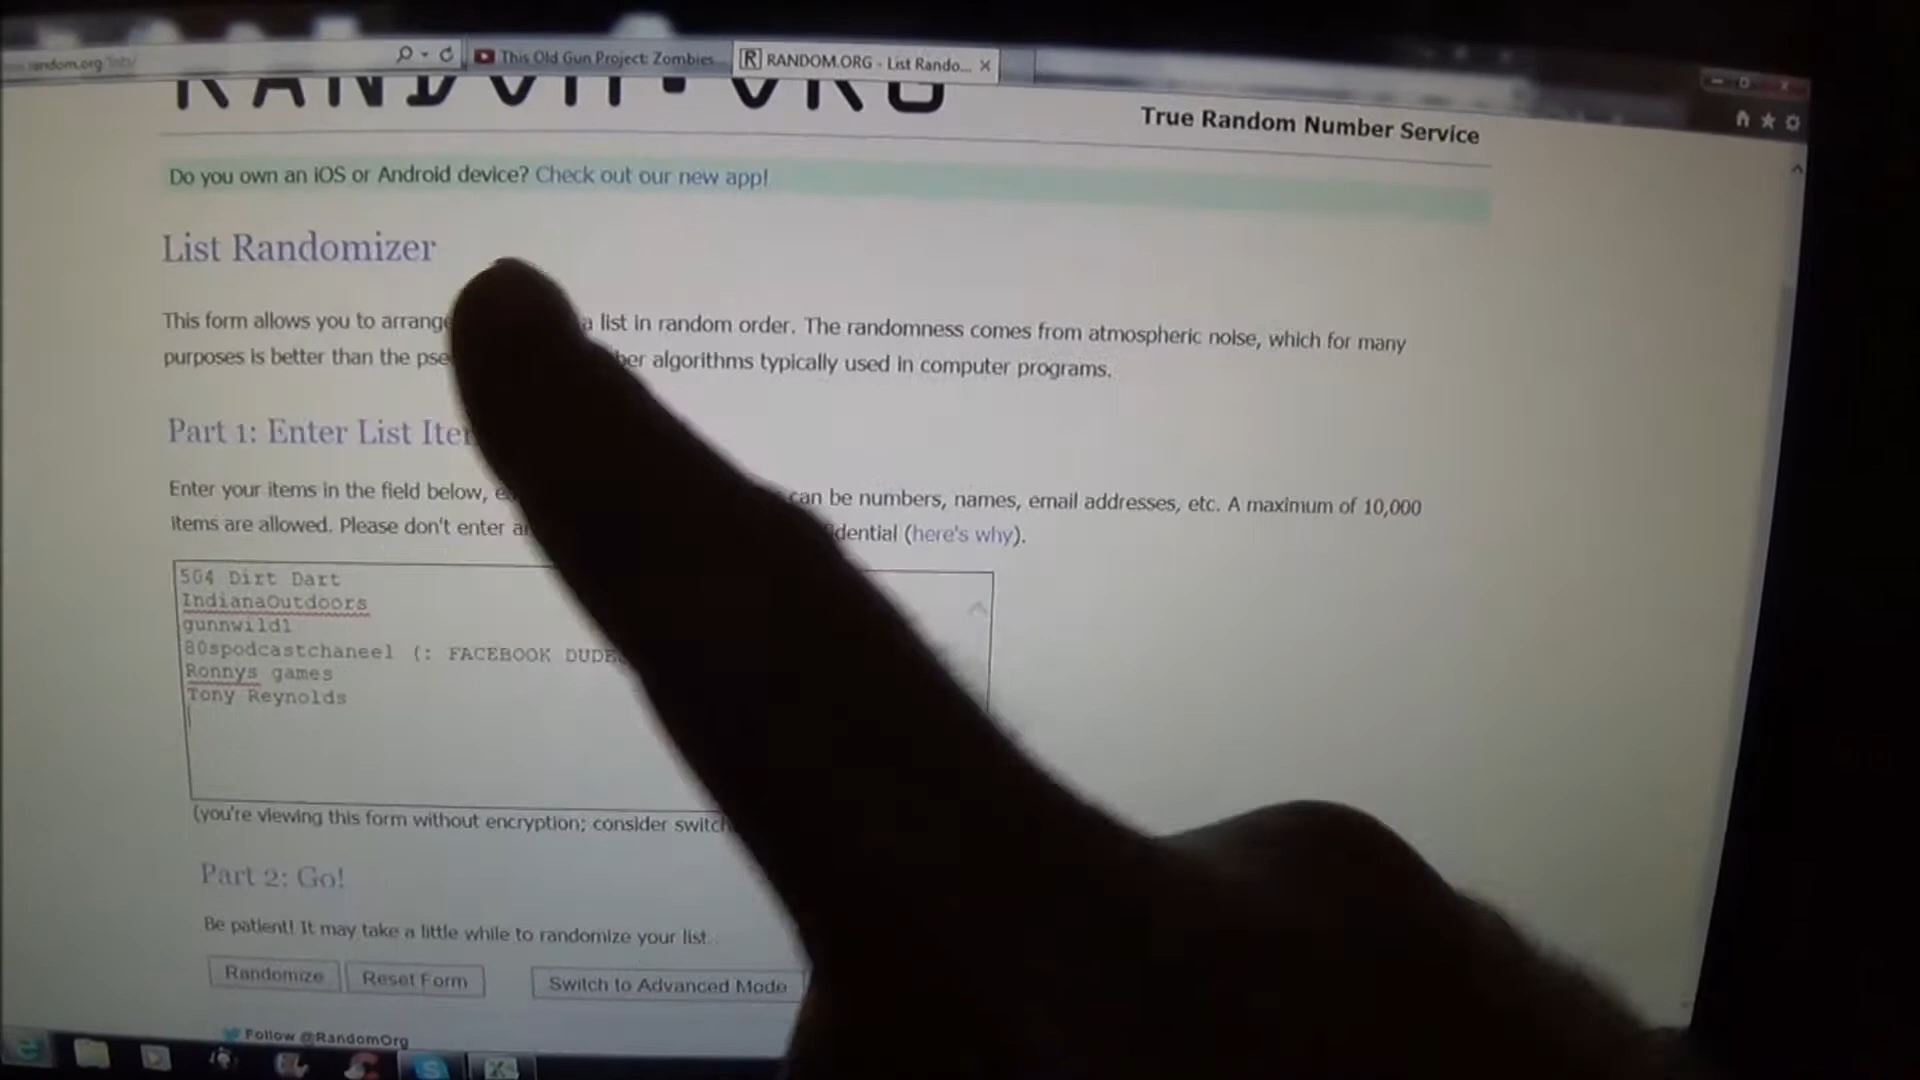 random.org/lists/
This Old Gun Project: Zombies...
RANDOM.ORG - List Rando...
RANDOM.ORG
True Random Number Service
Do you own an iOS or Android device? Check out our new app!
List Randomizer
This form allows you to arrange a list in random order. The randomness comes from atmospheric noise, which for many
purposes is better than the pse ber algorithms typically used in computer programs.
Part 1: Enter List Iter
Enter your items in the field below, can be numbers, names, email addresses, etc. A maximum of 10,000
items are allowed. Please don't enter an dential (here's why).
504 Dirt Dart
IndianaOutdoors
gunnwild1
80spodcastchaneel (: FACEBOOK DUDE
Ronnys games
Tony Reynolds
(you're viewing this form without encryption; consider switch
Part 2: Go!
Be patient! It may take a little while to randomize your list.
Randomize
Reset Form
Switch to Advanced Mode
Follow @RandomOrg